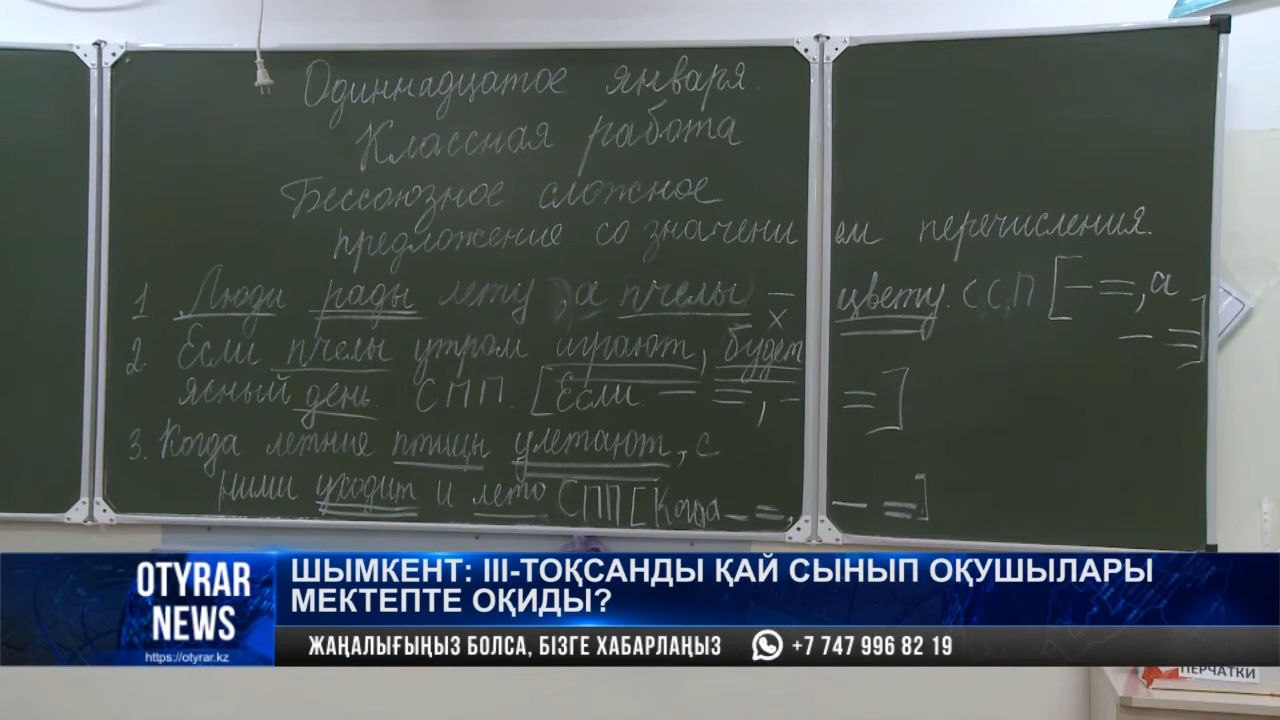 Одиннадцатое января.
Классная работа
Бессоюзное сложное
предложение со значением перечисления.
1 Люди рады лету, а пчелы – цвету. ССП [– =, а – =]
2. Если пчелы утром играют, будет
ясный день. СПП. [Если – =, – =]
3. Когда летние птицы улетают, с
ними уходит и лето СПП [Когда – =, – =]
OTYRAR
NEWS
https://otyrar.kz
ШЫМКЕНТ: III-ТОҚСАНДЫ ҚАЙ СЫНЫП ОҚУШЫЛАРЫ
МЕКТЕПТЕ ОҚИДЫ?
ЖАҢАЛЫҒЫҢЫЗ БОЛСА, БІЗГЕ ХАБАРЛАҢЫЗ +7 747 996 82 19
ПЕРЧАТКИ